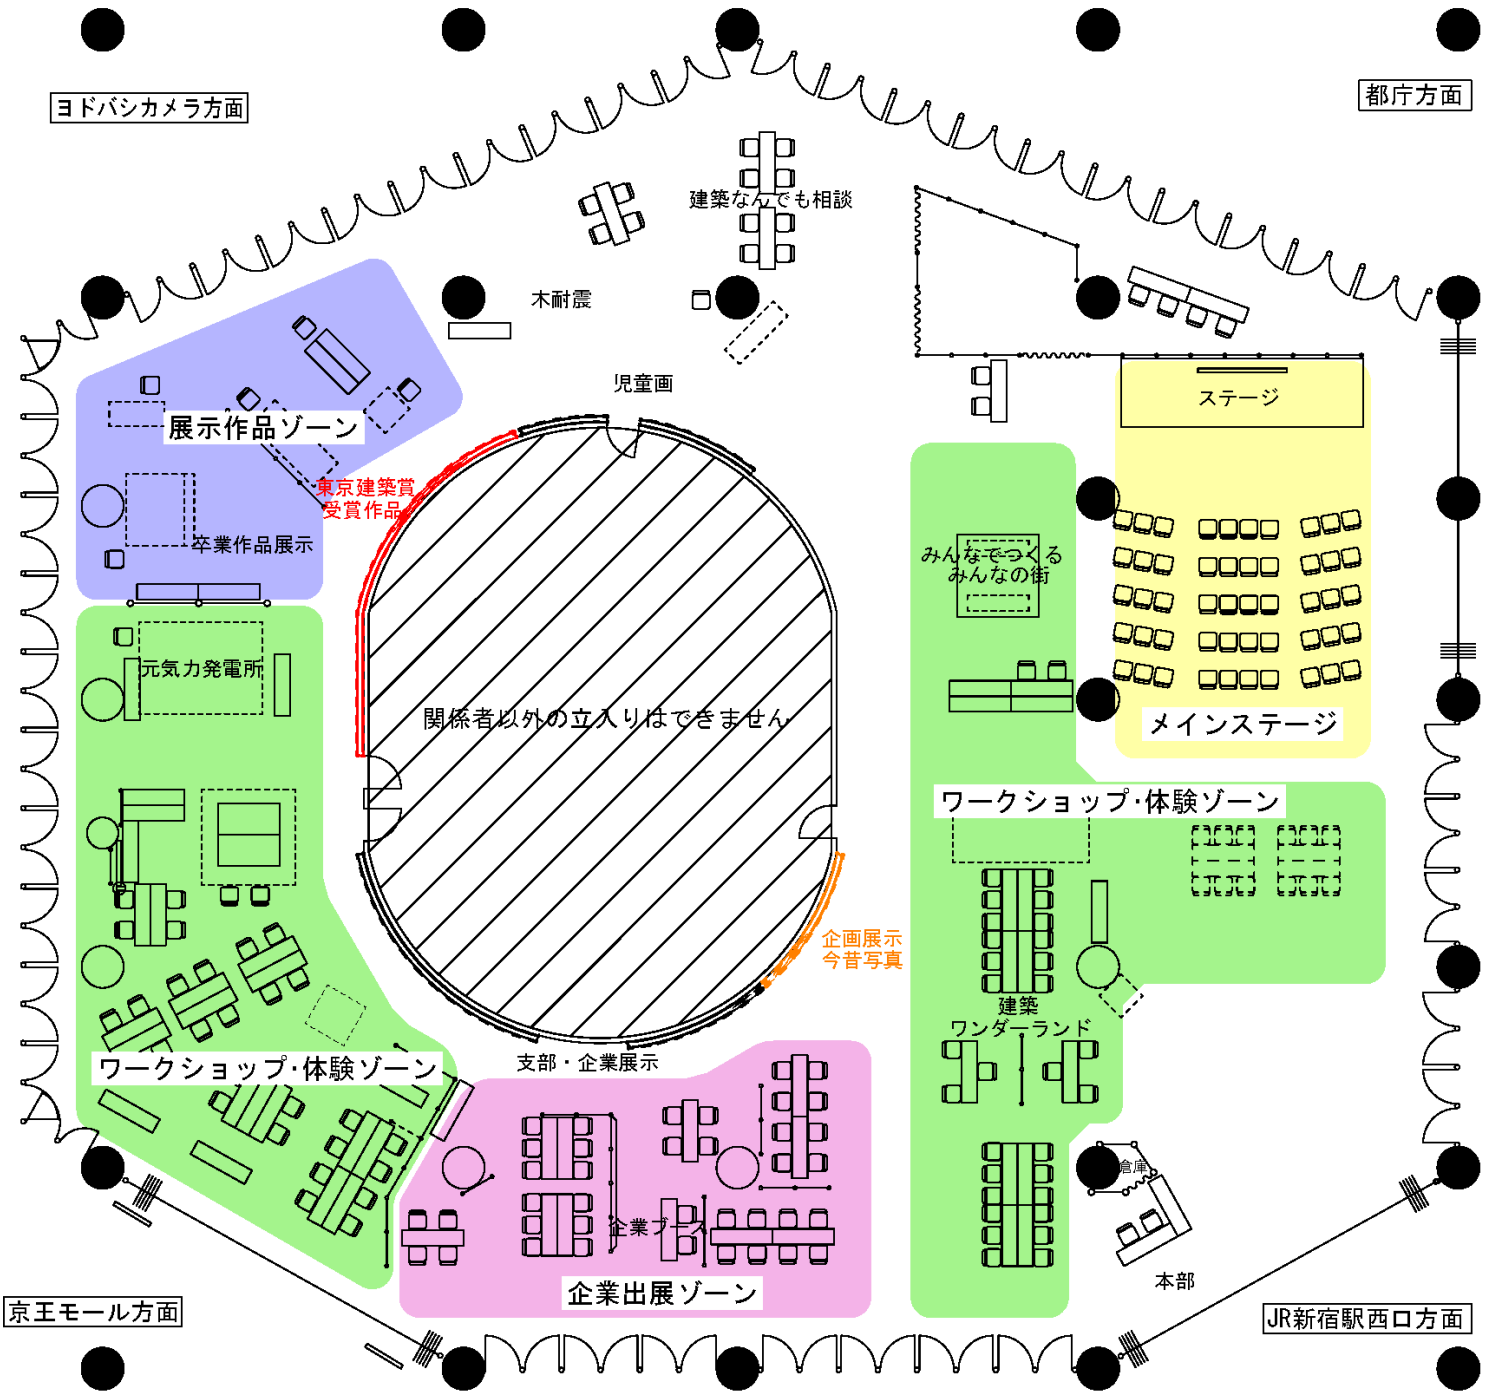 ヨドバシカメラ方面
都庁方面
建築なんでも相談
木耐震
児童画
ステージ
展示作品ゾーン
東京建築賞
受賞作品
卒業作品展示
みんなでつくる
みんなの街
元気力発電所
関係者以外の立入りはできません
メインステージ
ワークショップ･体験ゾーン
企画展示
今昔写真
建築
ワンダーランド
支部・企業展示
ワークショップ･体験ゾーン
倉庫
企業ブース
本部
企業出展ゾーン
京王モール方面
JR新宿駅西口方面